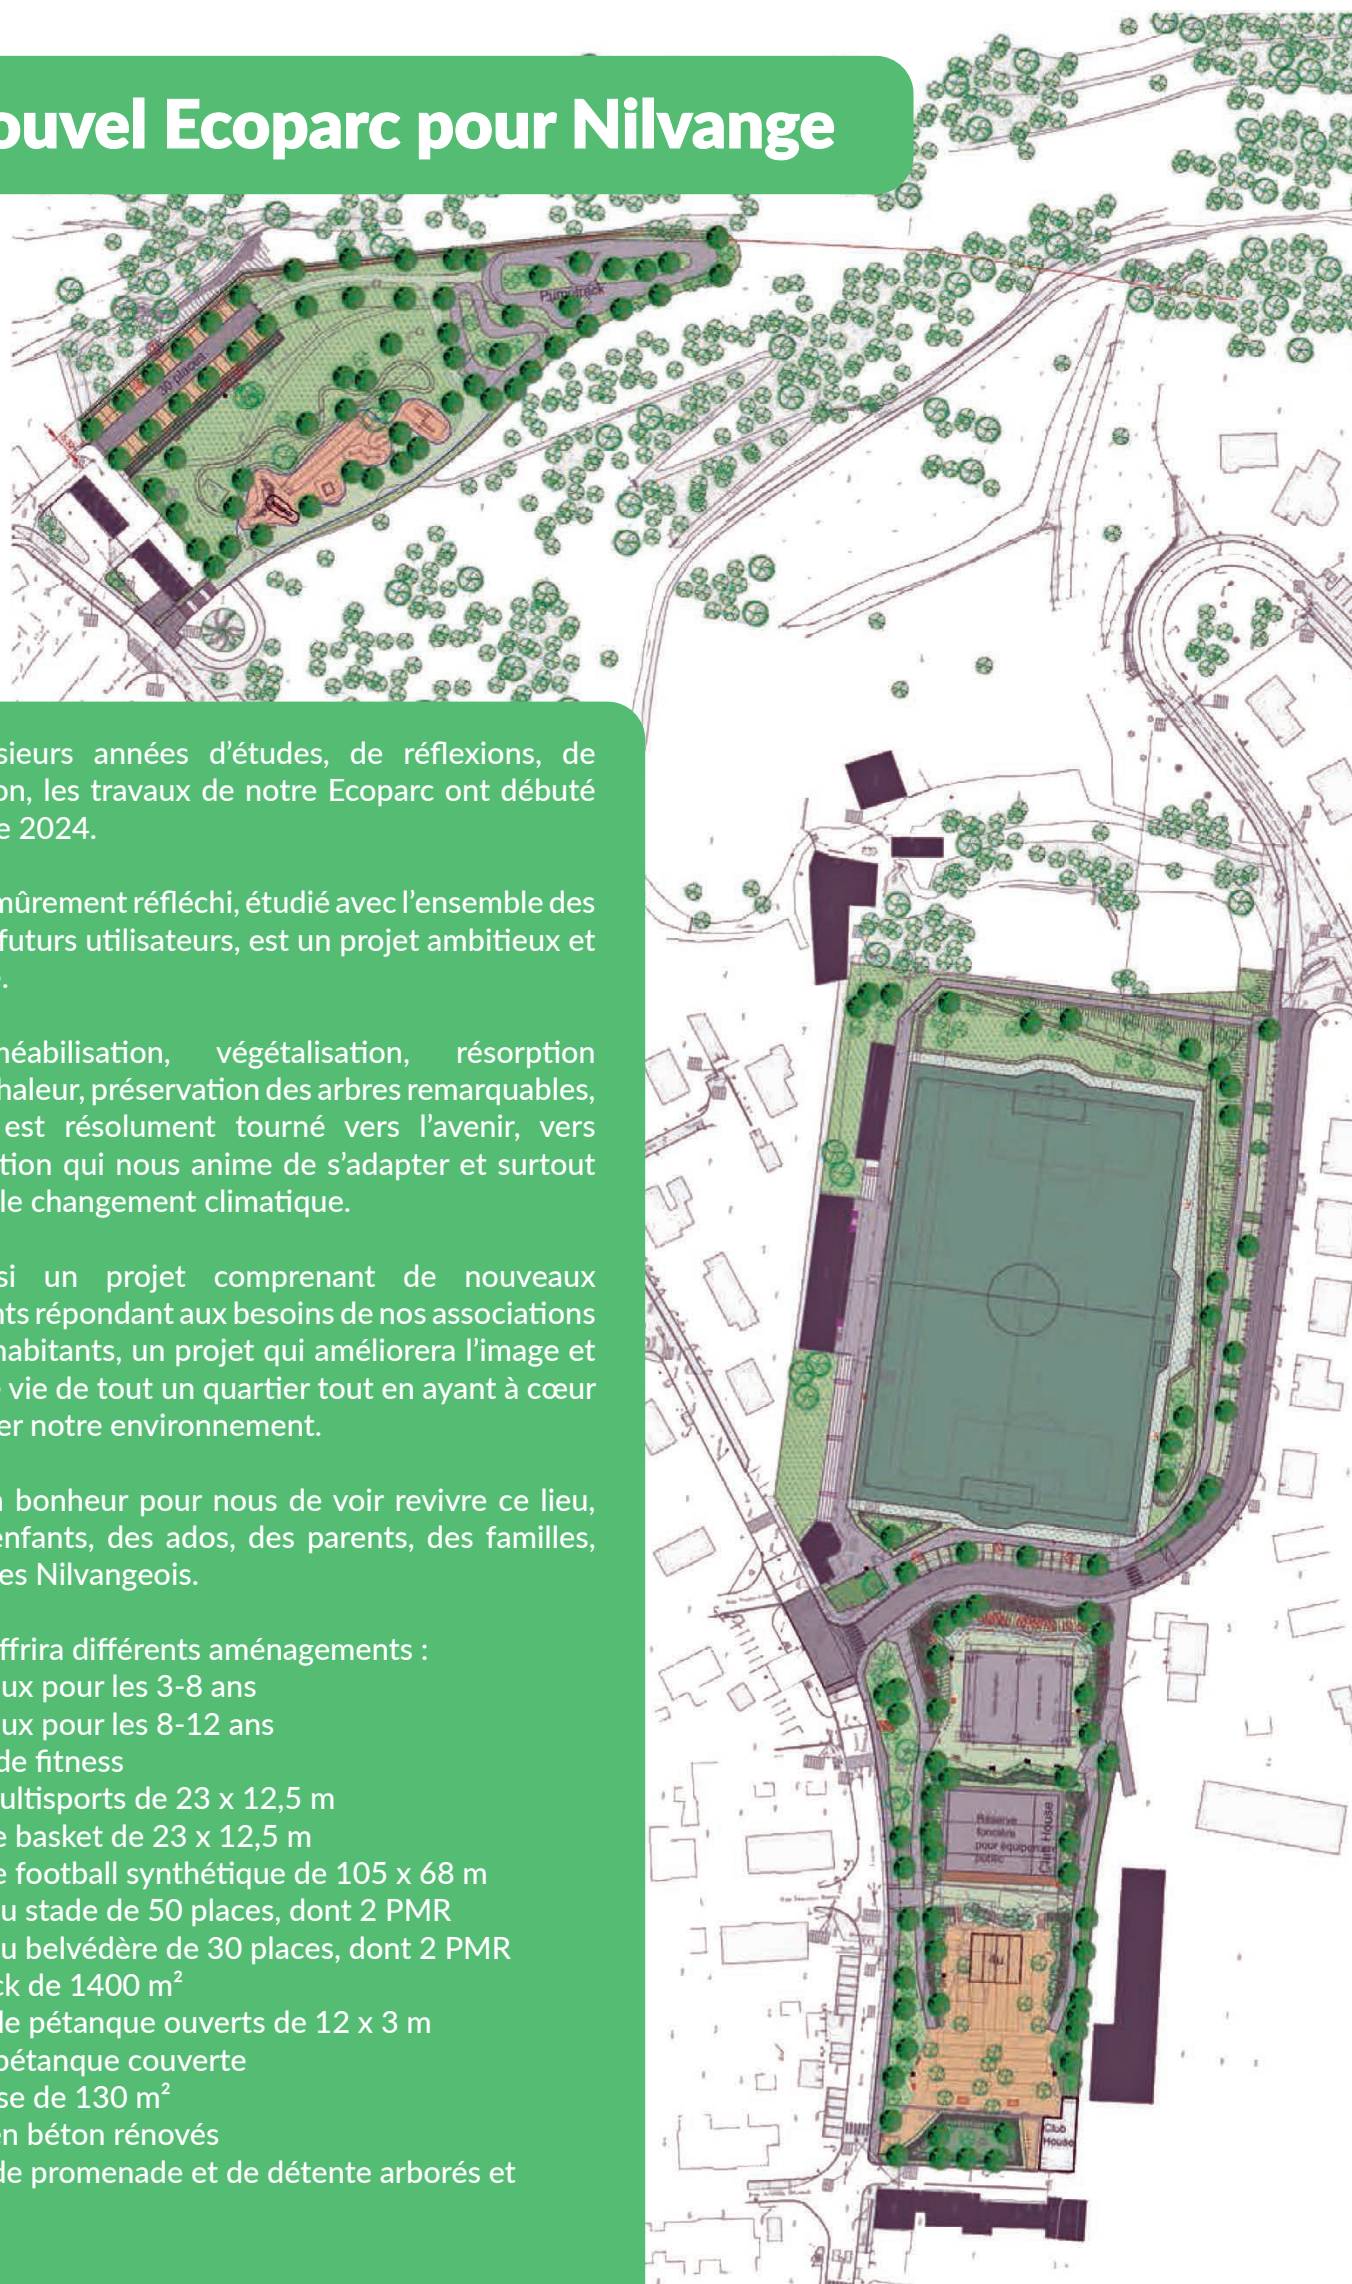 ouvel Ecoparc pour Nilvange
Pumptrack
30 places
sieurs années d’études, de réflexions, de
on, les travaux de notre Ecoparc ont débuté
e 2024.
mûrement réfléchi, étudié avec l’ensemble des
futurs utilisateurs, est un projet ambitieux et
.
néabilisation, végétalisation, résorption
haleur, préservation des arbres remarquables,
est résolument tourné vers l’avenir, vers
tion qui nous anime de s’adapter et surtout
le changement climatique.
si un projet comprenant de nouveaux
nts répondant aux besoins de nos associations
habitants, un projet qui améliorera l’image et
e vie de tout un quartier tout en ayant à cœur
er notre environnement.
n bonheur pour nous de voir revivre ce lieu,
enfants, des ados, des parents, des familles,
es Nilvangeois.
ffrira différents aménagements :
ux pour les 3-8 ans
ux pour les 8-12 ans
de fitness
ultisports de 23 x 12,5 m
e basket de 23 x 12,5 m
e football synthétique de 105 x 68 m
u stade de 50 places, dont 2 PMR
u belvédère de 30 places, dont 2 PMR
ck de 1400 m²
de pétanque ouverts de 12 x 3 m
pétanque couverte
se de 130 m²
en béton rénovés
de promenade et de détente arborés et
Réserve
foncière
pour équipement
public
Club House
Club
House